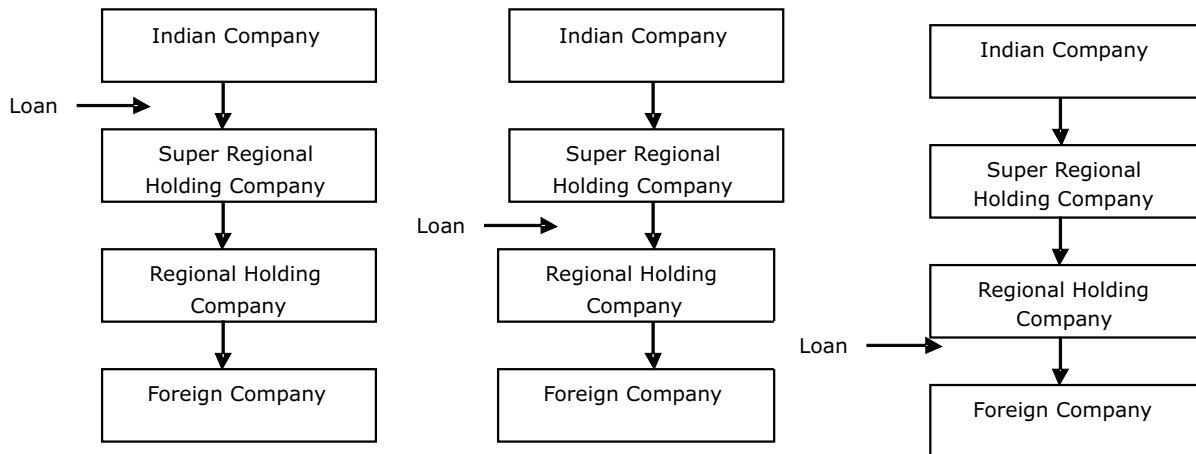 Indian Company
Loan
Super Regional
Holding Company
Regional Holding
Company
Foreign Company
Indian Company
Super Regional
Holding Company
Loan
Regional Holding
Company
Foreign Company
Indian Company
Super Regional
Holding Company
Regional Holding
Company
Loan
Foreign Company